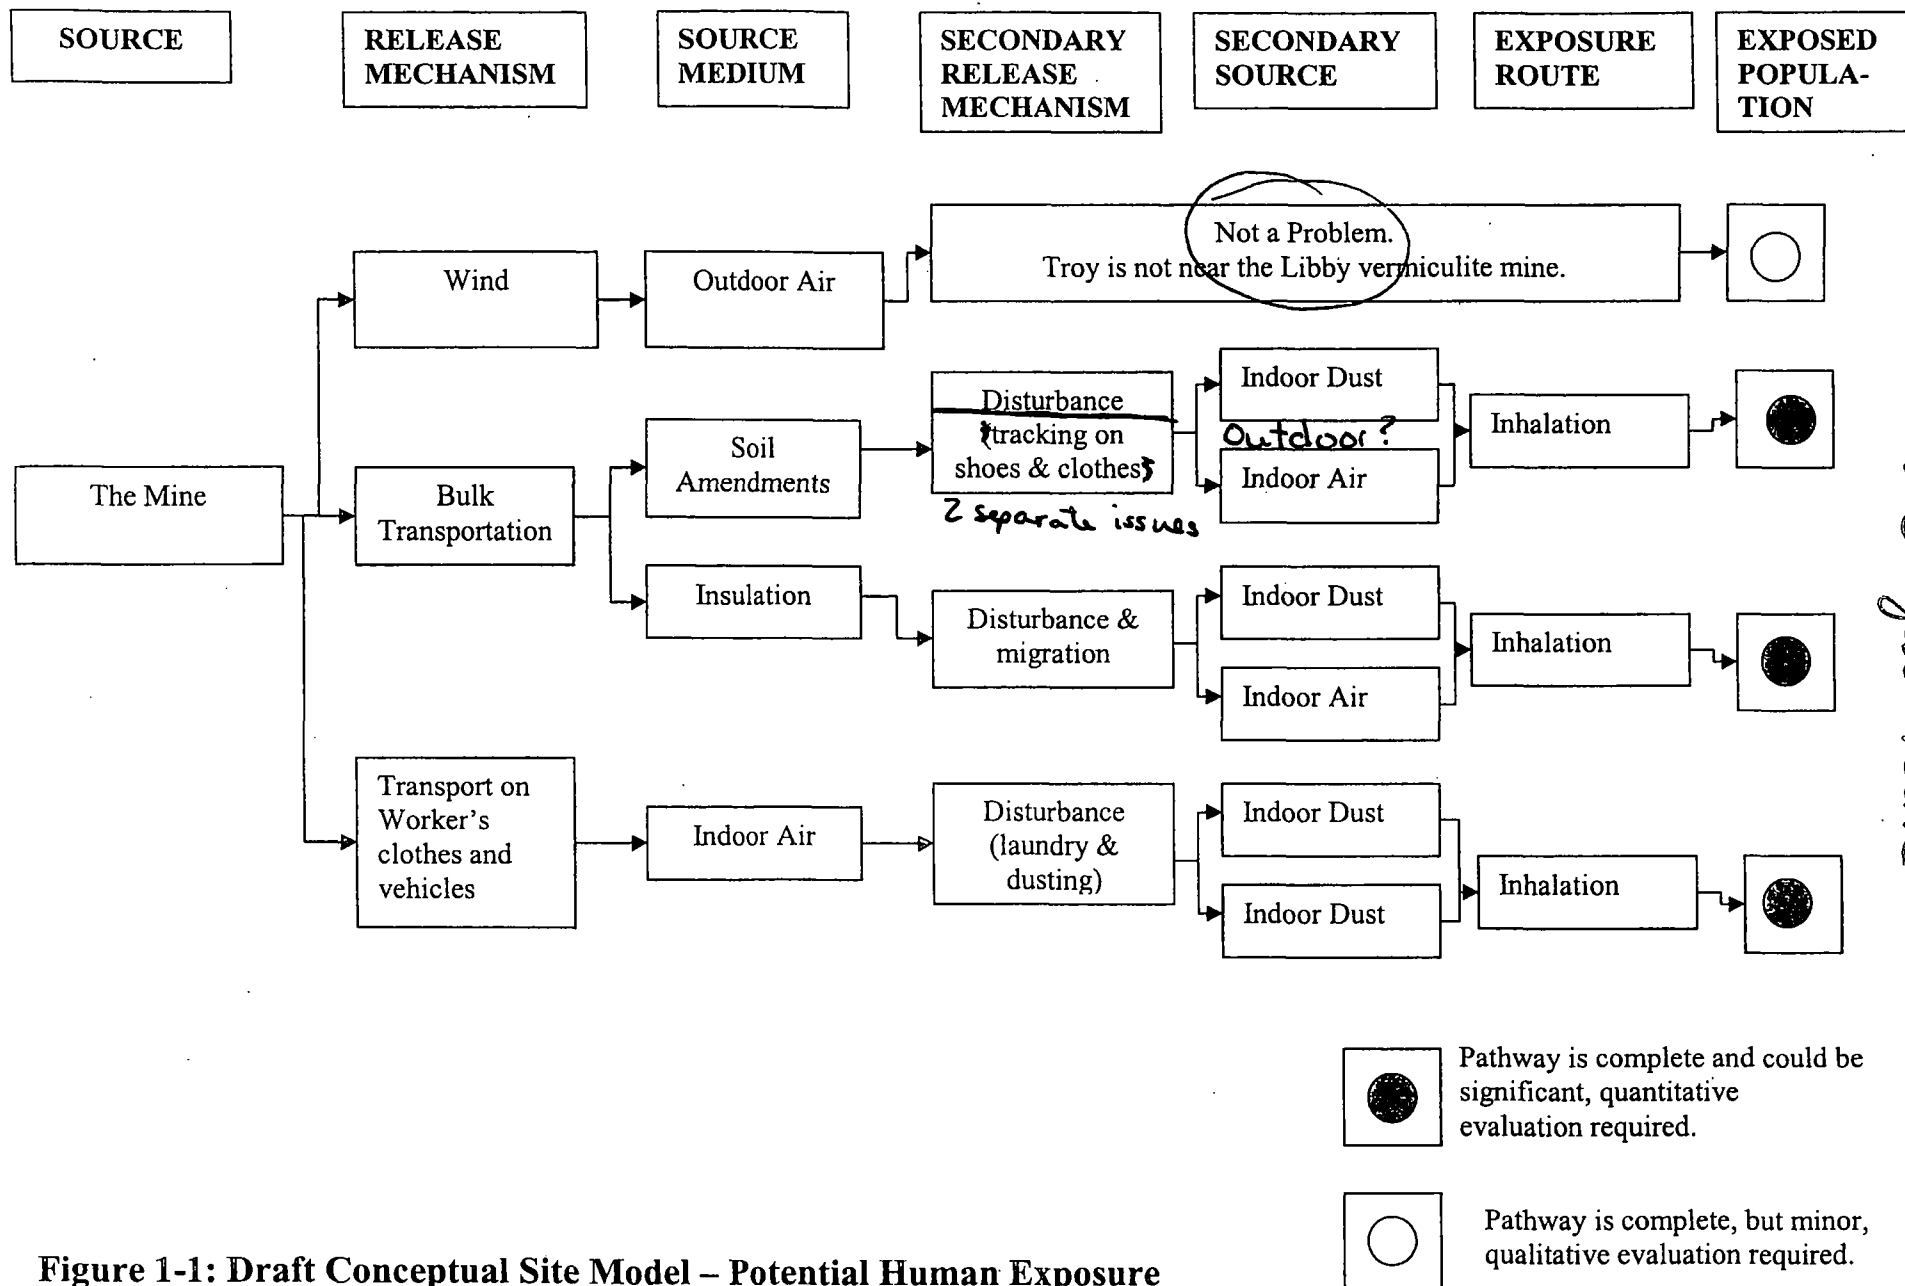 SOURCE
RELEASE
MECHANISM
SOURCE
MEDIUM
SECONDARY
RELEASE
MECHANISM
SECONDARY
SOURCE
EXPOSURE
ROUTE
EXPOSED
POPULA-
TION
Wind
Outdoor Air
Not a Problem.
Troy is not near the Libby vermiculite mine.
The Mine
Bulk
Transportation
Soil
Amendments
Disturbance
(tracking on
shoes & clothes)
2 separate issues
Indoor Dust
Outdoor?
Indoor Air
Inhalation
Insulation
Disturbance &
migration
Indoor Dust
Indoor Air
Inhalation
Transport on
Worker's
clothes and
vehicles
Indoor Air
Disturbance
(laundry &
dusting)
Indoor Dust
Indoor Dust
Inhalation
Pathway is complete and could be
significant, quantitative
evaluation required.
Pathway is complete, but minor,
qualitative evaluation required.
Figure 1-1: Draft Conceptual Site Model – Potential Human Exposure